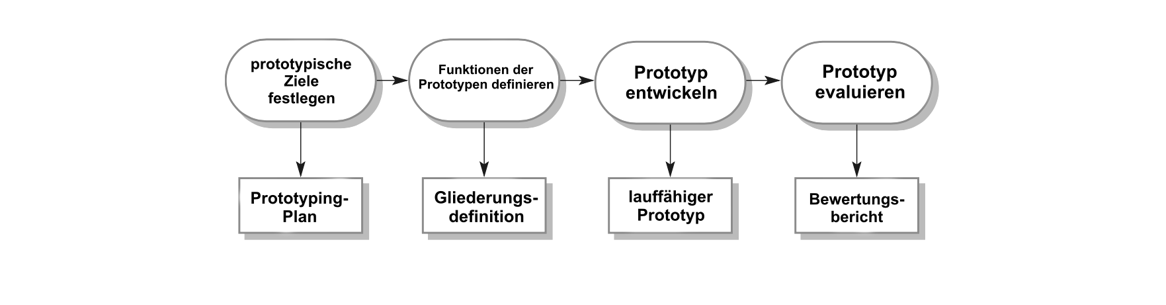 prototypische
Ziele
festlegen
Funktionen der
Prototypen definieren
Prototyp
entwickeln
Prototyp
evaluieren
Prototyping-
Plan
Gliederungs-
definition
lauffähiger
Prototyp
Bewertungs-
bericht